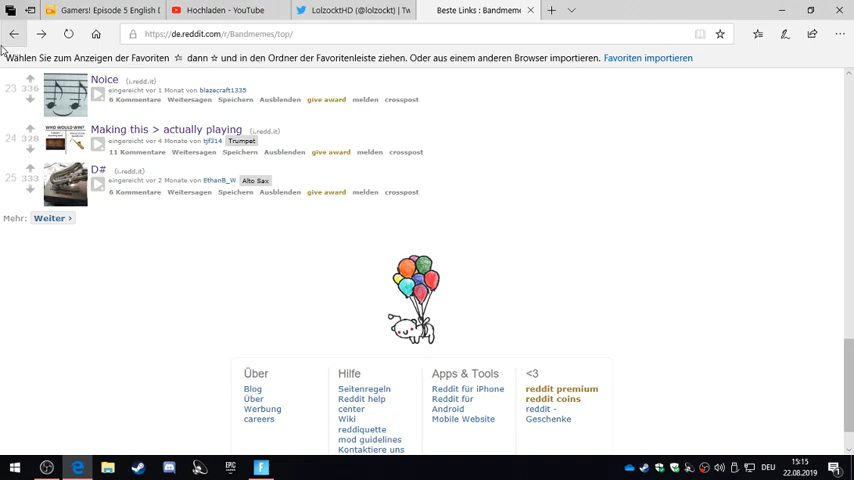 Gamers! Episode 5 English D
Hochladen - YouTube
LolzocktHD (@lolzockt) | Tw
Beste Links : Bandmeme
https://de.reddit.com/r/Bandmemes/top/
Wählen Sie zum Anzeigen der Favoriten ☆ dann ☆ und in den Ordner der Favoritenleiste ziehen. Oder aus einem anderen Browser importieren. Favoriten importieren
23 336 Noice (i.redd.it)
eingereicht vor 1 Monat von blazecraft1335
6 Kommentare Weitersagen Speichern Ausblenden give award melden crosspost
WHO WOULD WIN?
24 328 Making this > actually playing (i.redd.it)
eingereicht vor 4 Monate von tjf314 Trumpet
11 Kommentare Weitersagen Speichern Ausblenden give award melden crosspost
25 333 D# (i.redd.it)
eingereicht vor 2 Monate von EthanB_W Alto Sax
6 Kommentare Weitersagen Speichern Ausblenden give award melden crosspost
Mehr: Weiter ›
Über
Blog
Über
Werbung
careers
Hilfe
Seitenregeln
Reddit help
center
Wiki
reddiquette
mod guidelines
Kontaktiere uns
Apps & Tools
Reddit für iPhone
Reddit für
Android
Mobile Website
<3
reddit premium
reddit coins
reddit -
Geschenke
EPIC
DEU
15:15
22.08.2019